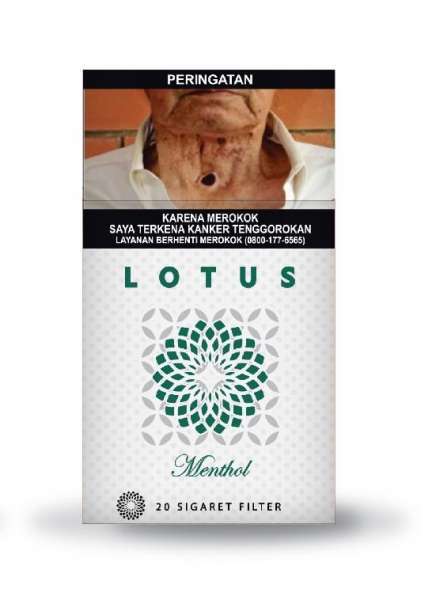 PERINGATAN
KARENA MEROKOK
SAYA TERKENA KANKER TENGGOROKAN
LAYANAN BERHENTI MEROKOK (0800-177-6565)
LOTUS
Menthol
20 SIGARET FILTER